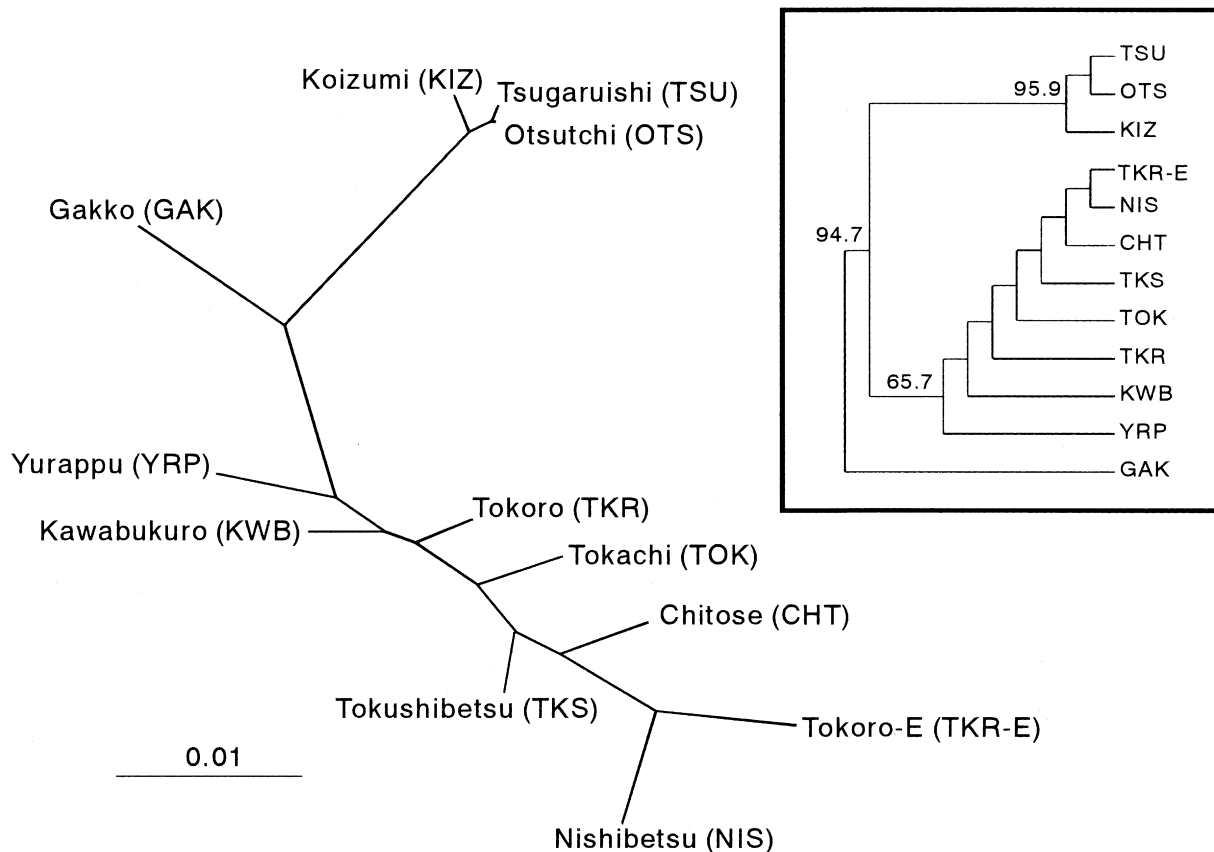 Koizumi (KIZ)
Tsugaruishi (TSU)
Otsutchi (OTS)
Gakko (GAK)
Yurappu (YRP)
Kawabukuro (KWB)
Tokoro (TKR)
Tokachi (TOK)
Chitose (CHT)
Tokushibetsu (TKS)
Tokoro-E (TKR-E)
Nishibetsu (NIS)
0.01
TSU
95.9
OTS
KIZ
TKR-E
NIS
94.7
CHT
TKS
TOK
TKR
65.7
KWB
YRP
GAK